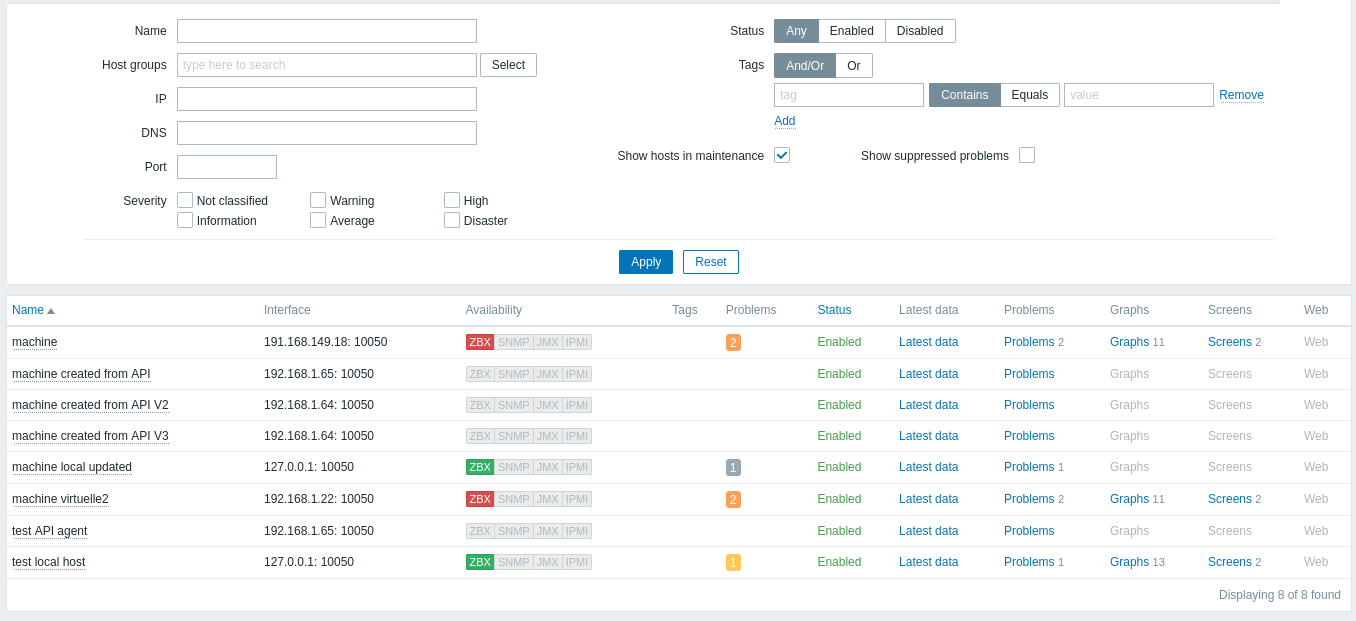 Name
Host groups type here to search Select
IP
DNS
Port
Severity Not classified Warning High
Information Average Disaster
Status Any Enabled Disabled
Tags And/Or Or
tag Contains Equals value Remove
Add
Show hosts in maintenance Show suppressed problems
Apply Reset
Name Interface Availability Tags Problems Status Latest data Problems Graphs Screens Web
machine 191.168.149.18: 10050 ZBX SNMP JMX IPMI 2 Enabled Latest data Problems 2 Graphs 11 Screens 2 Web
machine created from API 192.168.1.65: 10050 ZBX SNMP JMX IPMI Enabled Latest data Problems Graphs Screens Web
machine created from API V2 192.168.1.64: 10050 ZBX SNMP JMX IPMI Enabled Latest data Problems Graphs Screens Web
machine created from API V3 192.168.1.64: 10050 ZBX SNMP JMX IPMI Enabled Latest data Problems Graphs Screens Web
machine local updated 127.0.0.1: 10050 ZBX SNMP JMX IPMI 1 Enabled Latest data Problems 1 Graphs Screens Web
machine virtuelle2 192.168.1.22: 10050 ZBX SNMP JMX IPMI 2 Enabled Latest data Problems 2 Graphs 11 Screens 2 Web
test API agent 192.168.1.65: 10050 ZBX SNMP JMX IPMI Enabled Latest data Problems Graphs Screens Web
test local host 127.0.0.1: 10050 ZBX SNMP JMX IPMI 1 Enabled Latest data Problems 1 Graphs 13 Screens 2 Web
Displaying 8 of 8 found